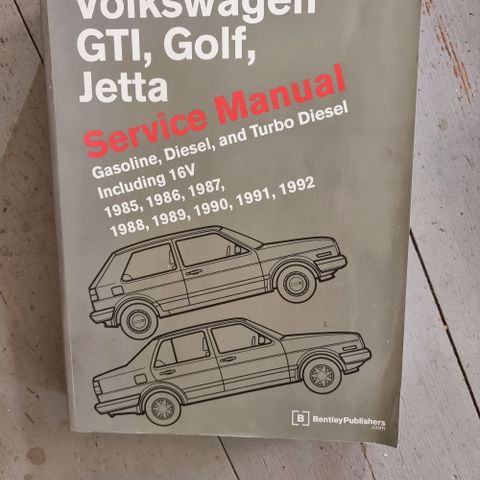 Volkswagen
GTI, Golf,
Jetta
Service Manual
Gasoline, Diesel, and Turbo Diesel
Including 16V
1985, 1986, 1987,
1988, 1989, 1990, 1991, 1992
B BentleyPublishers
.com